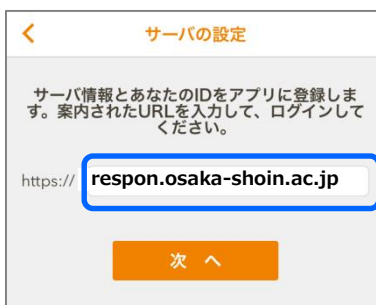 サーバの設定
サーバ情報とあなたのIDをアプリに登録しま
す。案内されたURLを入力して、ログインして
ください。
https:// respon.osaka-shoin.ac.jp
次 へ